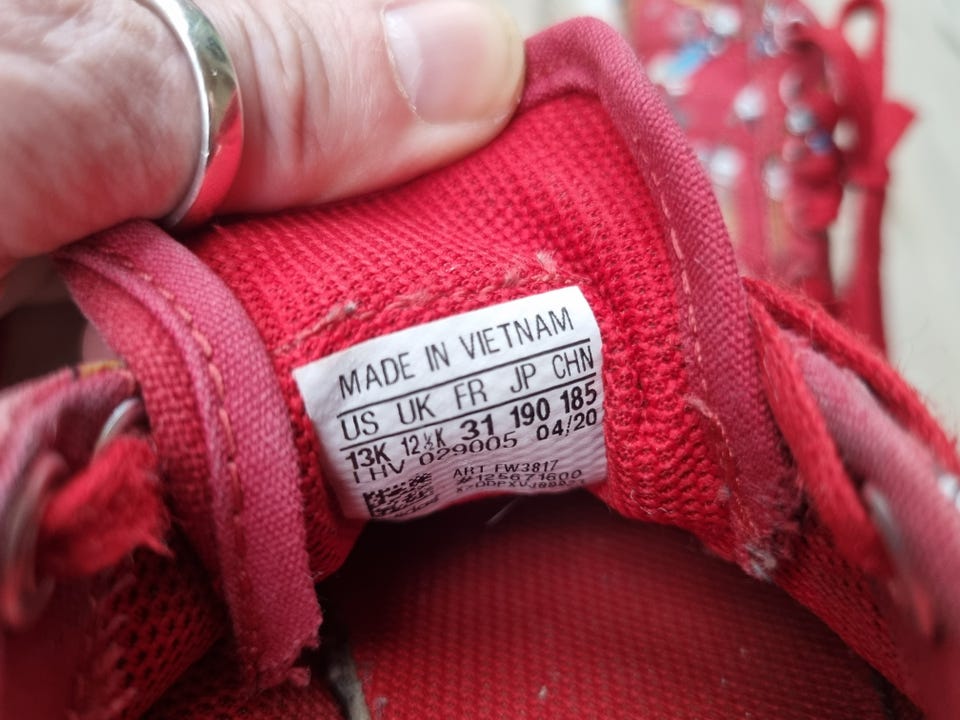 MADE IN VIETNAM
US UK FR JP CHN
13K 12½K 31 190 185
LHV 029005 04/20
ART FW3817
#125671600